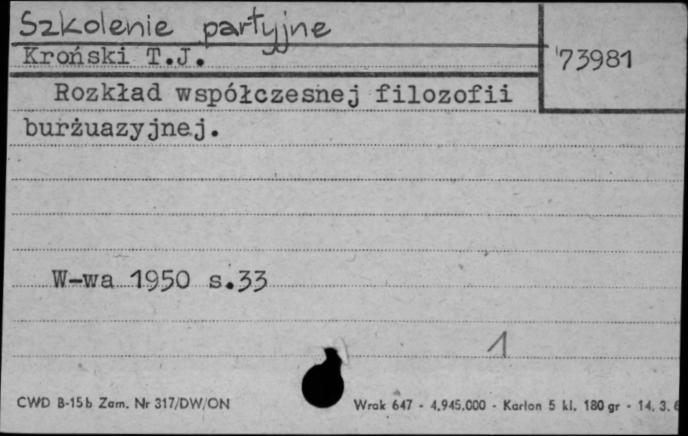 Szkolenie partyjne
Kroński T.J.
73981
Rozkład współczesnej filozofii
burżuazyjnej.
W-wa 1950 s.33
1
CWD B-15b Zam. Nr 317/DW/ON
Wrak 647 - 4.945.000 - Karton 5 kl. 180 gr - 14. 3.